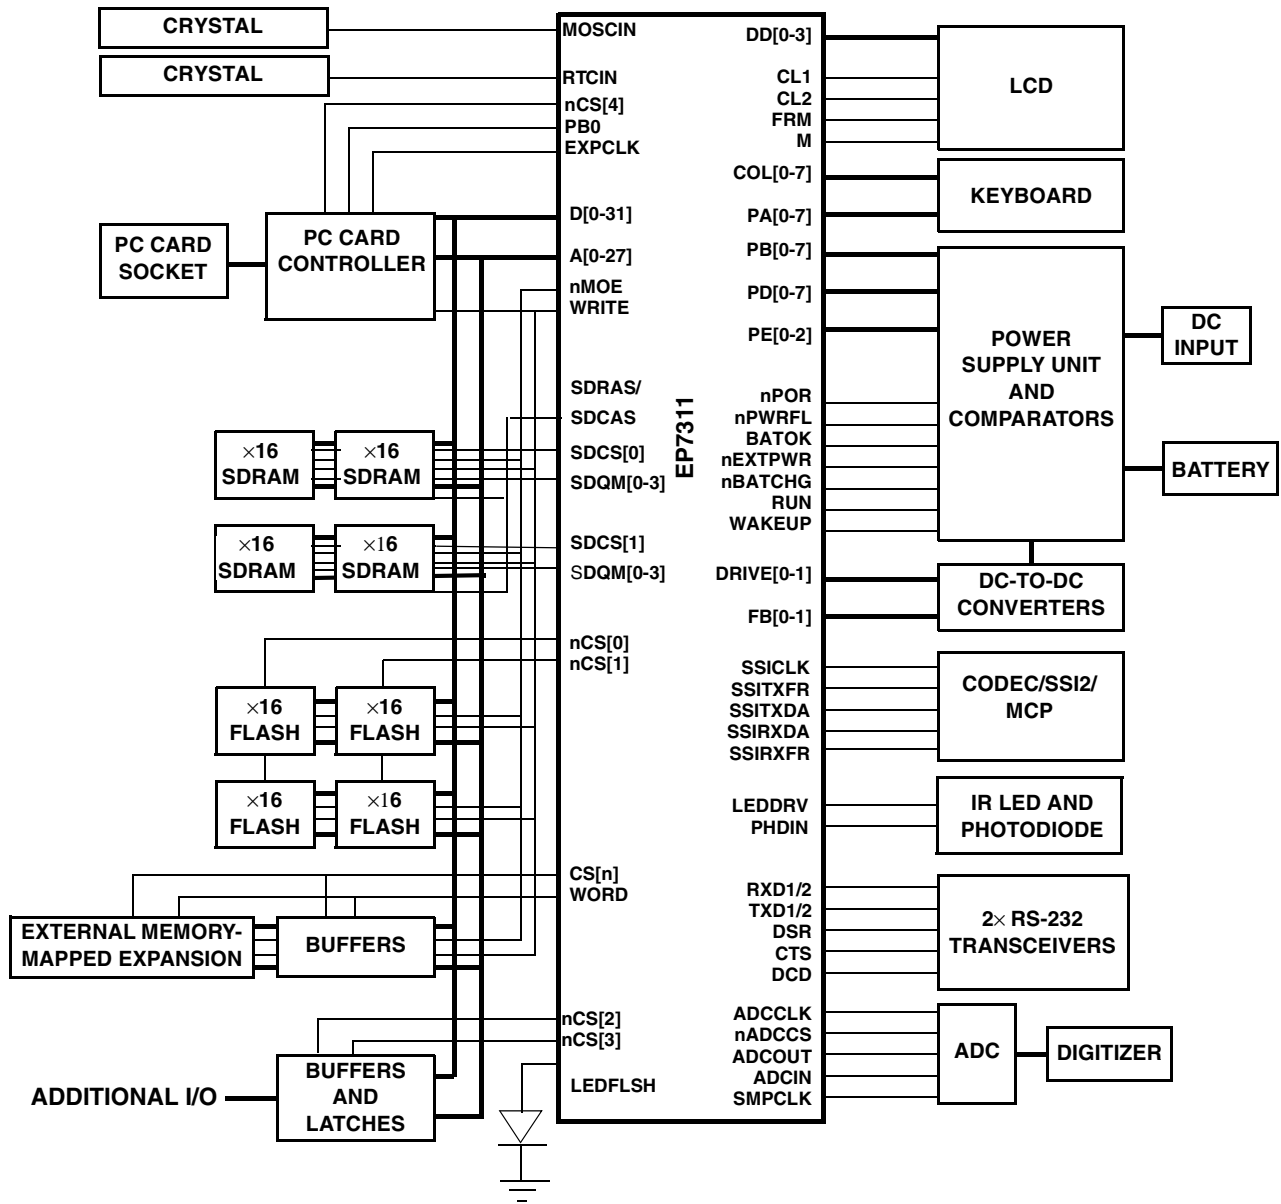 CRYSTAL
CRYSTAL
PC CARD
SOCKET
PC CARD
CONTROLLER
×16
SDRAM
×16
SDRAM
×16
SDRAM
×16
SDRAM
×16
FLASH
×16
FLASH
×16
FLASH
×16
FLASH
EXTERNAL MEMORY-
MAPPED EXPANSION
BUFFERS
ADDITIONAL I/O
BUFFERS
AND
LATCHES
MOSCIN
RTCIN
nCS[4]
PB0
EXPCLK
D[0-31]
A[0-27]
nMOE
WRITE
SDRAS/
SDCAS
SDCS[0]
SDQM[0-3]
SDCS[1]
SDQM[0-3]
nCS[0]
nCS[1]
CS[n]
WORD
nCS[2]
nCS[3]
LEDFLSH
EP7311
DD[0-3]
CL1
CL2
FRM
M
COL[0-7]
PA[0-7]
PB[0-7]
PD[0-7]
PE[0-2]
nPOR
nPWRFL
BATOK
nEXTPWR
nBATCHG
RUN
WAKEUP
DRIVE[0-1]
FB[0-1]
SSICLK
SSITXFR
SSITXDA
SSIRXDA
SSIRXFR
LEDDRV
PHDIN
RXD1/2
TXD1/2
DSR
CTS
DCD
ADCCLK
nADCCS
ADCOUT
ADCIN
SMPCLK
LCD
KEYBOARD
POWER
SUPPLY UNIT
AND
COMPARATORS
DC
INPUT
BATTERY
DC-TO-DC
CONVERTERS
CODEC/SSI2/
MCP
IR LED AND
PHOTODIODE
2× RS-232
TRANSCEIVERS
ADC
DIGITIZER